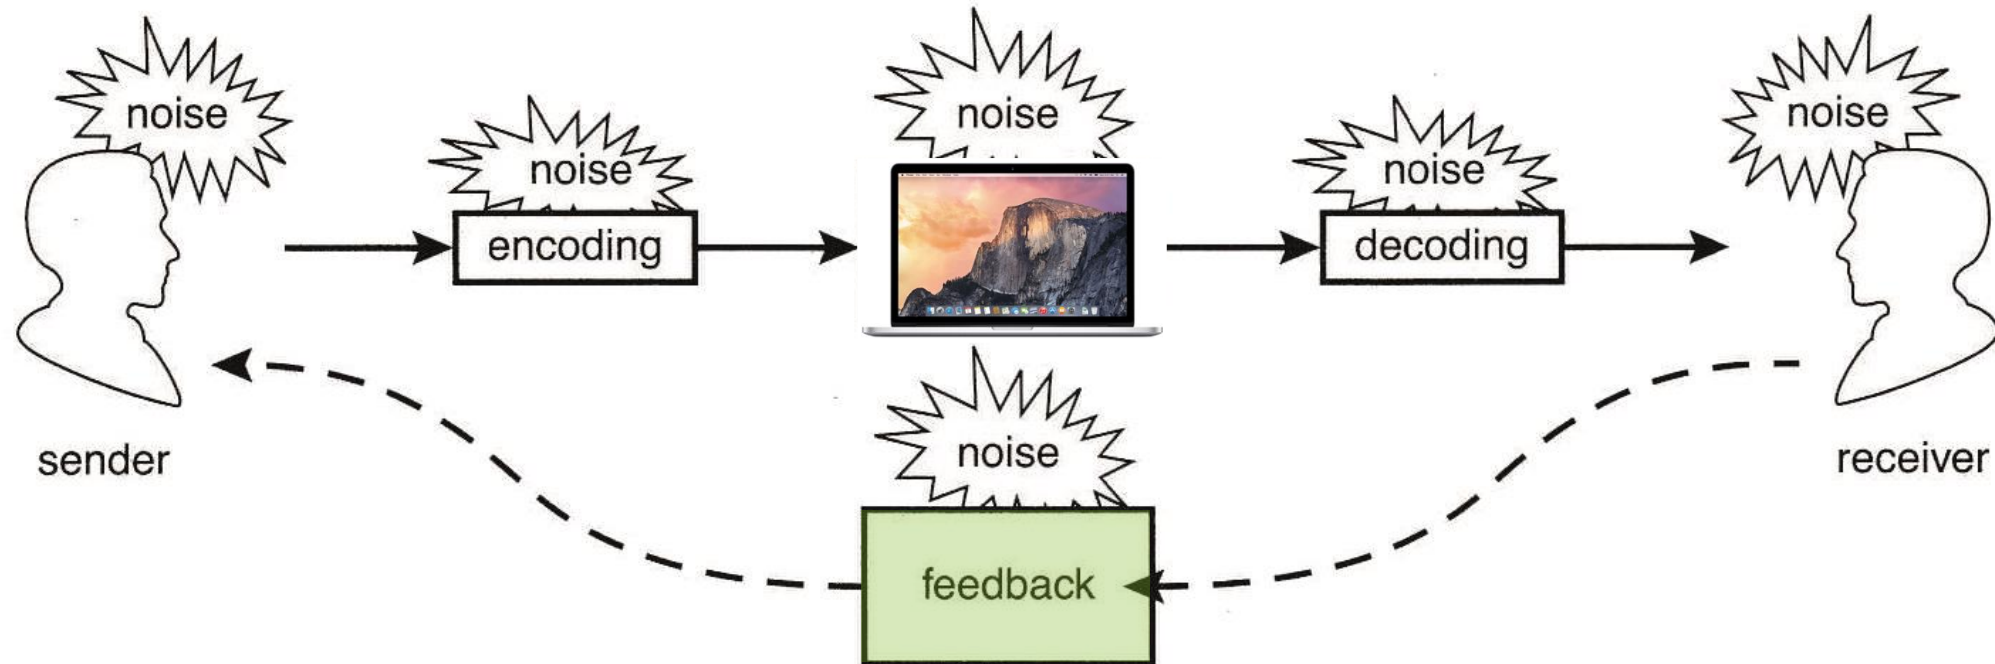 noise
noise
noise
noise
noise
encoding
decoding
sender
noise
receiver
feedback